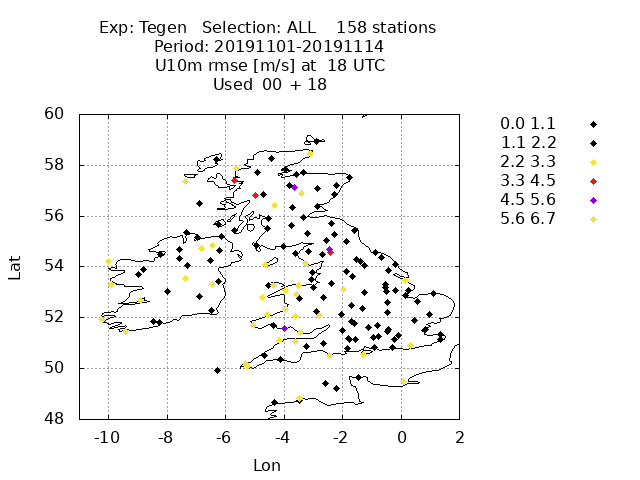 Exp: Tegen Selection: ALL 158 stations
Period: 20191101-20191114
U10m rmse [m/s] at 18 UTC
Used 00 + 18
60
58
56
54
52
50
48
Lat
-10 -8 -6 -4 -2 0 2
Lon
0.0 1.1
1.1 2.2
2.2 3.3
3.3 4.5
4.5 5.6
5.6 6.7